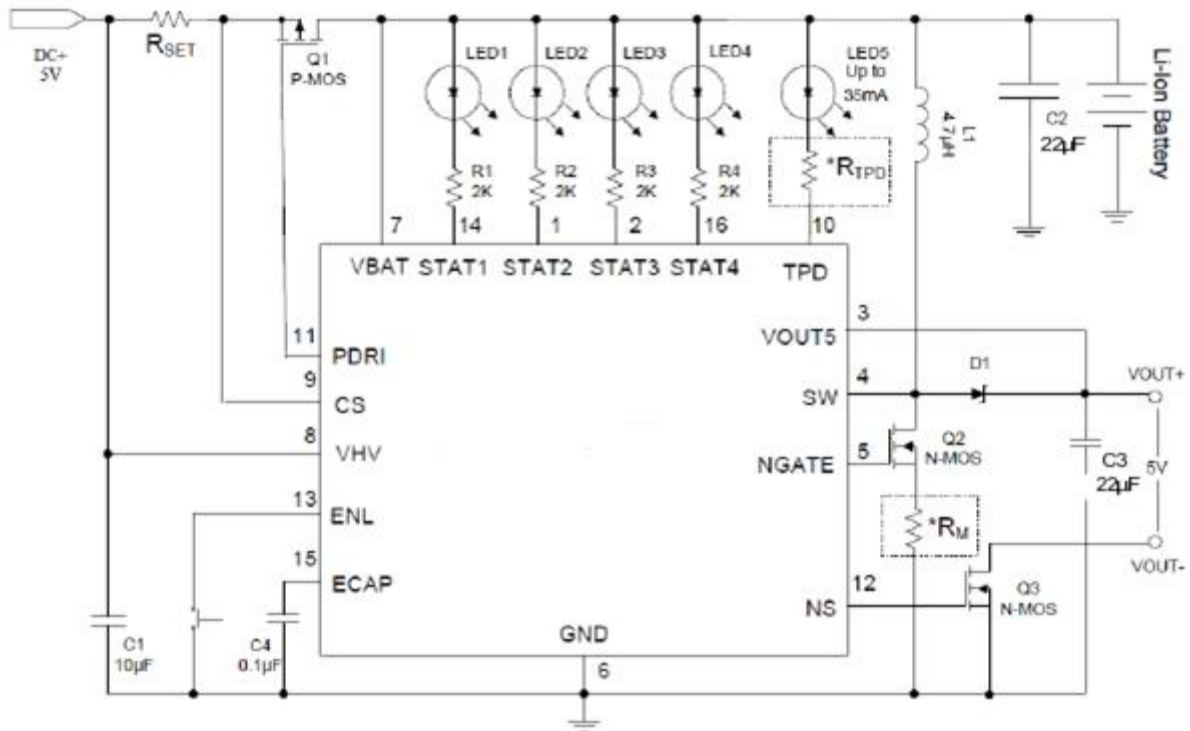 DC+
5V
RSET
Q1
P-MOS
LED1
LED2
LED3
LED4
LED5
Up to
35mA
R1
2K
R2
2K
R3
2K
R4
2K
*RTPD
L1
4.7µH
C2
22µF
Li-Ion Battery
7
14
1
2
16
10
VBAT
STAT1
STAT2
STAT3
STAT4
TPD
11
PDRI
9
CS
8
VHV
13
ENL
15
ECAP
3
VOUT5
4
SW
5
NGATE
12
NS
GND
6
D1
VOUT+
Q2
N-MOS
C3
22µF
5V
*RM
VOUT-
Q3
N-MOS
C1
10µF
C4
0.1µF